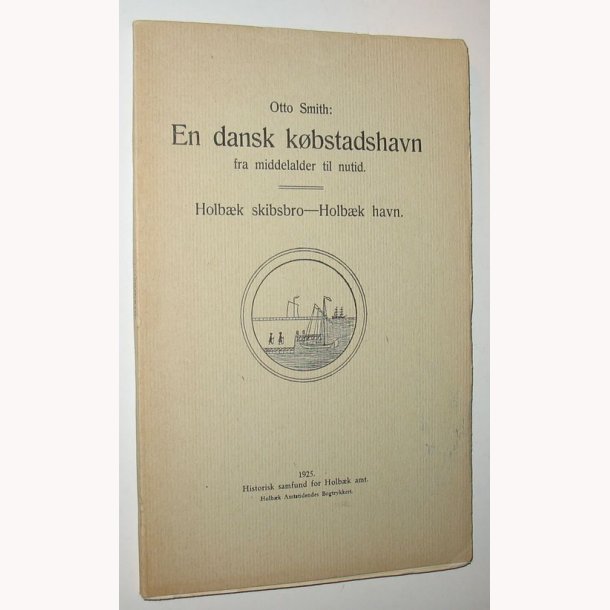 Otto Smith:
En dansk købstadshavn
fra middelalder til nutid.
Holbæk skibsbro—Holbæk havn.
1925.
Historisk samfund for Holbæk amt.
Holbæk Amtstidendes Bogtrykkeri.